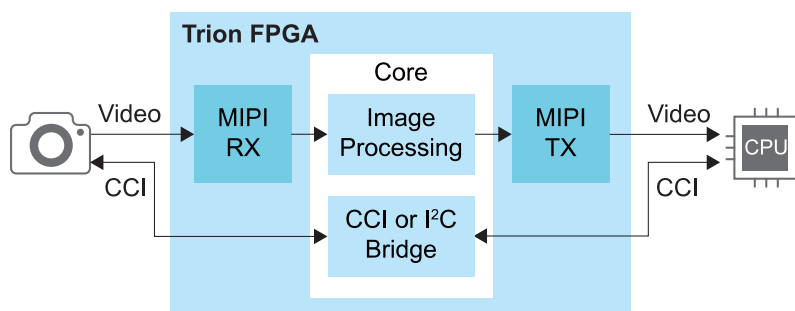 Trion FPGA
Core
Video
MIPI
RX
Image
Processing
MIPI
TX
Video
CPU
CCI
CCI or I²C
Bridge
CCI